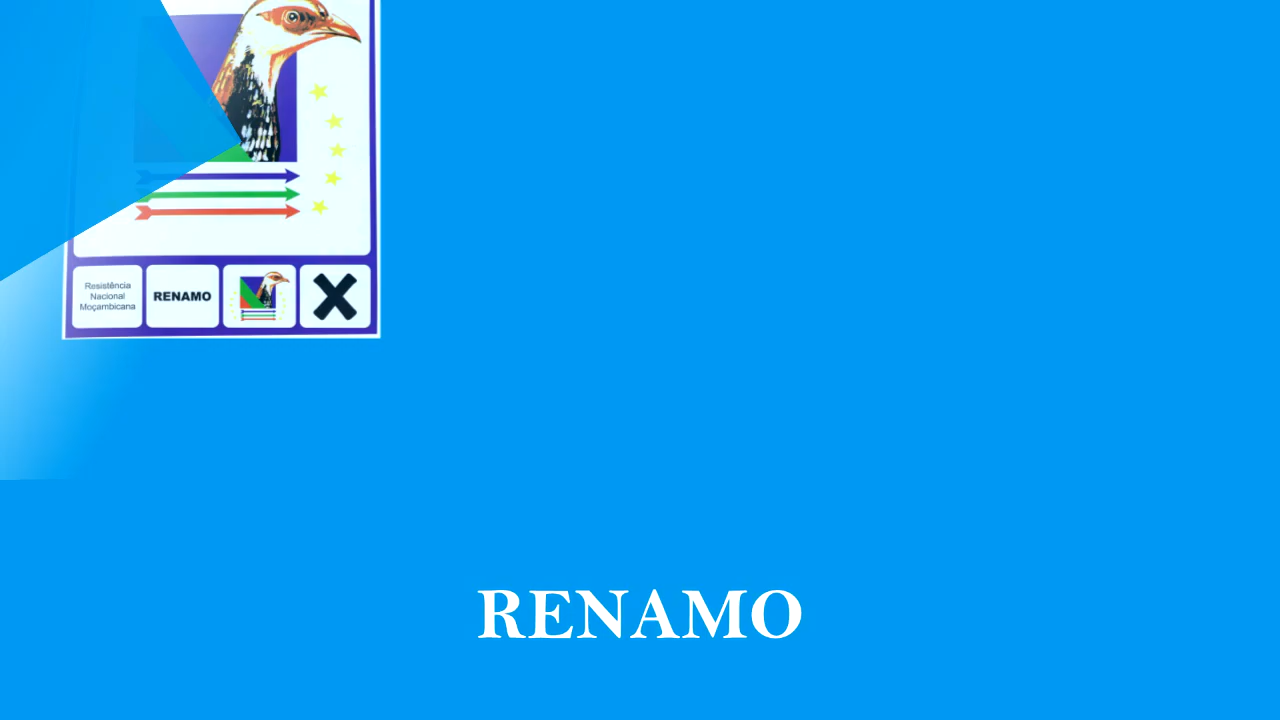 Resistência
Nacional
Moçambicana
RENAMO
RENAMO